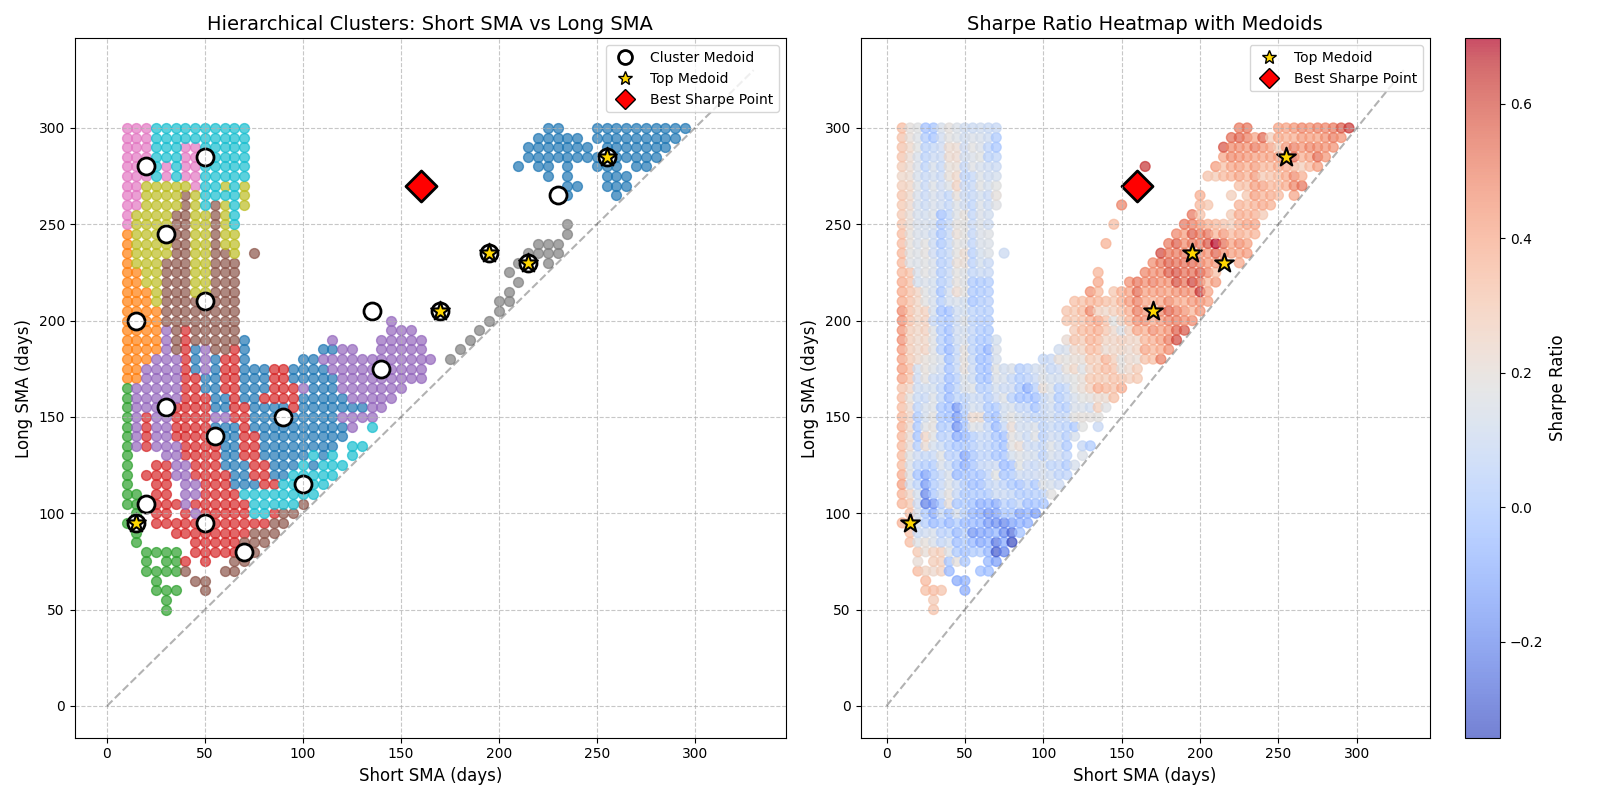 Hierarchical Clusters: Short SMA vs Long SMA
Cluster Medoid
Top Medoid
Best Sharpe Point
Long SMA (days)
300
250
200
150
100
50
0
0 50 100 150 200 250 300
Short SMA (days)
Sharpe Ratio Heatmap with Medoids
Top Medoid
Best Sharpe Point
Long SMA (days)
300
250
200
150
100
50
0
0 50 100 150 200 250 300
Short SMA (days)
0.6
0.4
0.2
0.0
−0.2
Sharpe Ratio